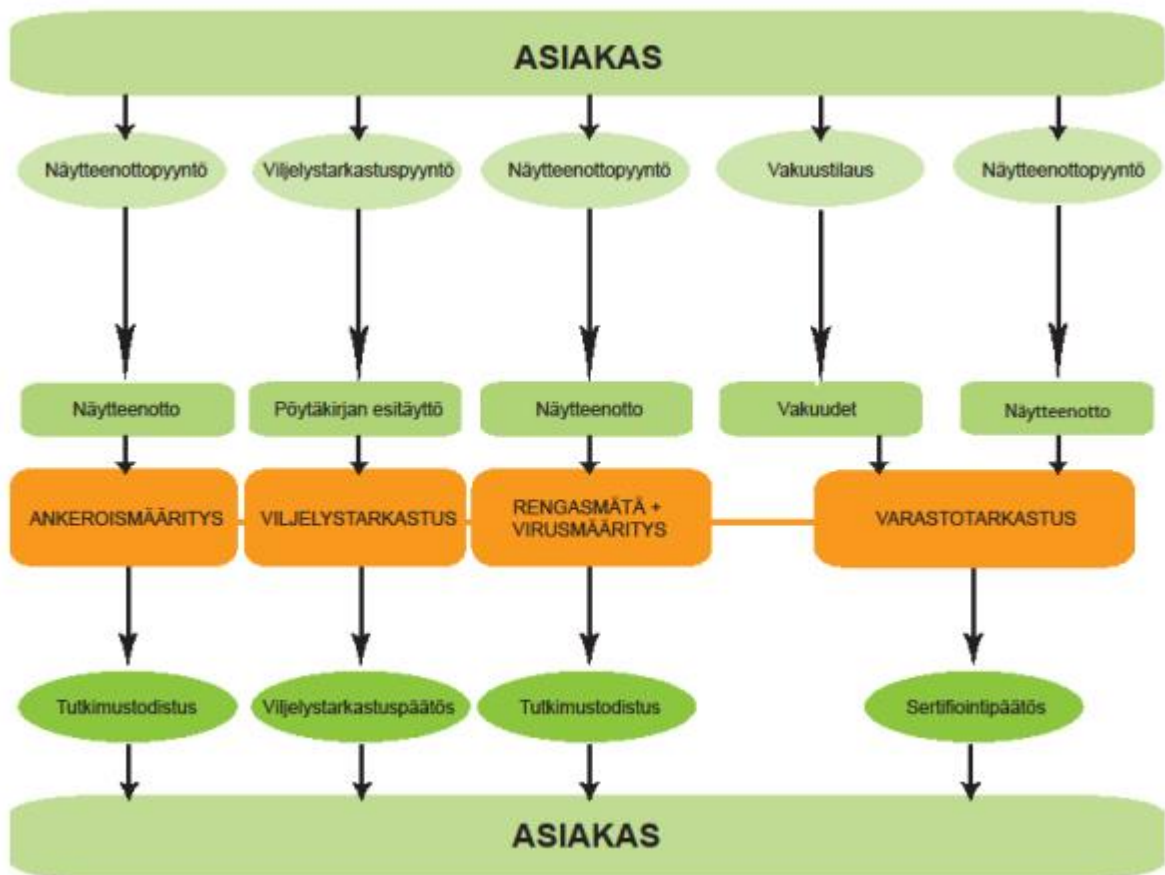 ASIAKAS
Näytteenottopyyntö
Viljelystarkastuspyyntö
Näytteenottopyyntö
Vakuustilaus
Näytteenottopyyntö
Näytteenotto
Pöytäkirjan esitäyttö
Näytteenotto
Vakuudet
Näytteenotto
ANKEROISMÄÄRITYS
VILJELYSTARKASTUS
RENGASMÄTÄ +
VIRUSMÄÄRITYS
VARASTOTARKASTUS
Tutkimustodistus
Viljelystarkastuspäätös
Tutkimustodistus
Sertifiointipäätös
ASIAKAS